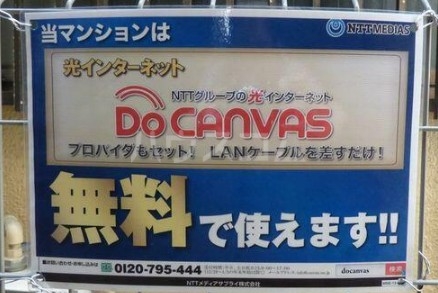 当マンションは
NTT MEDIAS
光インターネット
NTTグループの光インターネット
DoCANVAS
プロバイダもセット! LANケーブルを差すだけ!
無料で使えます!!
0120-795-444
docanvas 検索
NTTメディアサプライ株式会社